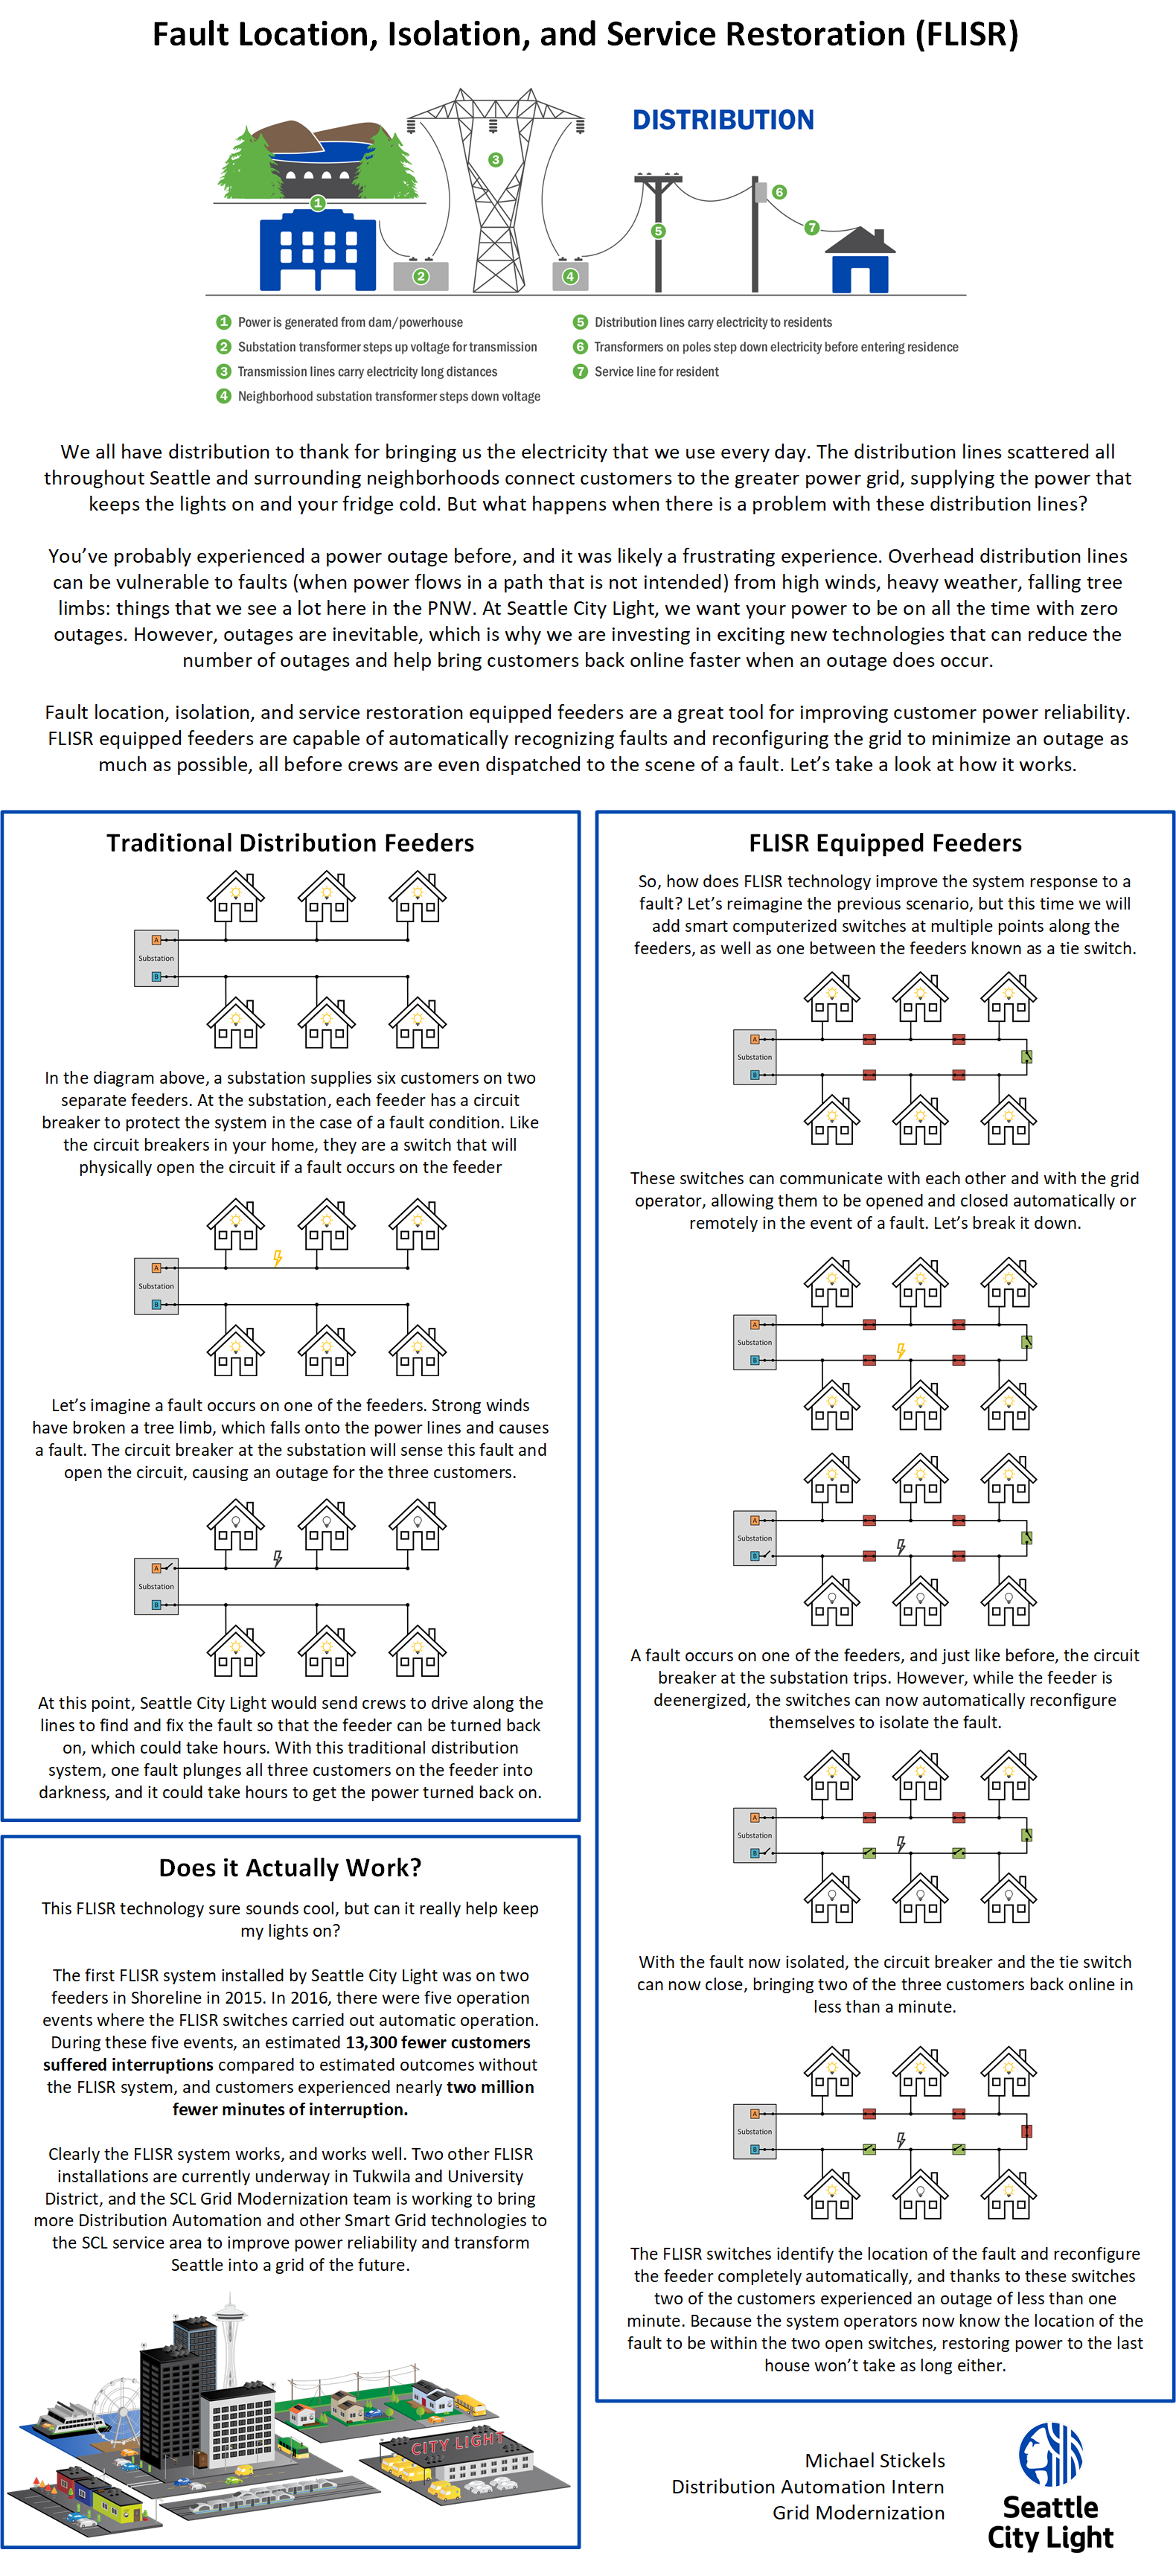 Fault Location, Isolation, and Service Restoration (FLISR)
DISTRIBUTION
1
2
3
4
5
6
7
1 Power is generated from dam/powerhouse
2 Substation transformer steps up voltage for transmission
3 Transmission lines carry electricity long distances
4 Neighborhood substation transformer steps down voltage
5 Distribution lines carry electricity to residents
6 Transformers on poles step down electricity before entering residence
7 Service line for resident
We all have distribution to thank for bringing us the electricity that we use every day. The distribution lines scattered all
throughout Seattle and surrounding neighborhoods connect customers to the greater power grid, supplying the power that
keeps the lights on and your fridge cold. But what happens when there is a problem with these distribution lines?
You've probably experienced a power outage before, and it was likely a frustrating experience. Overhead distribution lines
can be vulnerable to faults (when power flows in a path that is not intended) from high winds, heavy weather, falling tree
limbs: things that we see a lot here in the PNW. At Seattle City Light, we want your power to be on all the time with zero
outages. However, outages are inevitable, which is why we are investing in exciting new technologies that can reduce the
number of outages and help bring customers back online faster when an outage does occur.
Fault location, isolation, and service restoration equipped feeders are a great tool for improving customer power reliability.
FLISR equipped feeders are capable of automatically recognizing faults and reconfiguring the grid to minimize an outage as
much as possible, all before crews are even dispatched to the scene of a fault. Let's take a look at how it works.
Traditional Distribution Feeders
A
Substation
B
In the diagram above, a substation supplies six customers on two
separate feeders. At the substation, each feeder has a circuit
breaker to protect the system in the case of a fault condition. Like
the circuit breakers in your home, they are a switch that will
physically open the circuit if a fault occurs on the feeder
A
Substation
B
Let's imagine a fault occurs on one of the feeders. Strong winds
have broken a tree limb, which falls onto the power lines and causes
a fault. The circuit breaker at the substation will sense this fault and
open the circuit, causing an outage for the three customers.
A
Substation
B
At this point, Seattle City Light would send crews to drive along the
lines to find and fix the fault so that the feeder can be turned back
on, which could take hours. With this traditional distribution
system, one fault plunges all three customers on the feeder into
darkness, and it could take hours to get the power turned back on.
Does it Actually Work?
This FLISR technology sure sounds cool, but can it really help keep
my lights on?
The first FLISR system installed by Seattle City Light was on two
feeders in Shoreline in 2015. In 2016, there were five operation
events where the FLISR switches carried out automatic operation.
During these five events, an estimated 13,300 fewer customers
suffered interruptions compared to estimated outcomes without
the FLISR system, and customers experienced nearly two million
fewer minutes of interruption.
Clearly the FLISR system works, and works well. Two other FLISR
installations are currently underway in Tukwila and University
District, and the SCL Grid Modernization team is working to bring
more Distribution Automation and other Smart Grid technologies to
the SCL service area to improve power reliability and transform
Seattle into a grid of the future.
CITY LIGHT
FLISR Equipped Feeders
So, how does FLISR technology improve the system response to a
fault? Let's reimagine the previous scenario, but this time we will
add smart computerized switches at multiple points along the
feeders, as well as one between the feeders known as a tie switch.
A
Substation
B
These switches can communicate with each other and with the grid
operator, allowing them to be opened and closed automatically or
remotely in the event of a fault. Let's break it down.
A
Substation
B
A
Substation
B
A fault occurs on one of the feeders, and just like before, the circuit
breaker at the substation trips. However, while the feeder is
deenergized, the switches can now automatically reconfigure
themselves to isolate the fault.
A
Substation
B
With the fault now isolated, the circuit breaker and the tie switch
can now close, bringing two of the three customers back online in
less than a minute.
A
Substation
B
The FLISR switches identify the location of the fault and reconfigure
the feeder completely automatically, and thanks to these switches
two of the customers experienced an outage of less than one
minute. Because the system operators now know the location of the
fault to be within the two open switches, restoring power to the last
house won't take as long either.
Michael Stickels
Distribution Automation Intern
Grid Modernization
Seattle
City Light